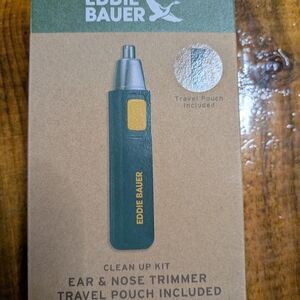 EDDIE
BAUER
Travel Pouch
Included
EDDIE BAUER
CLEAN UP KIT
EAR & NOSE TRIMMER
TRAVEL POUCH INCLUDED